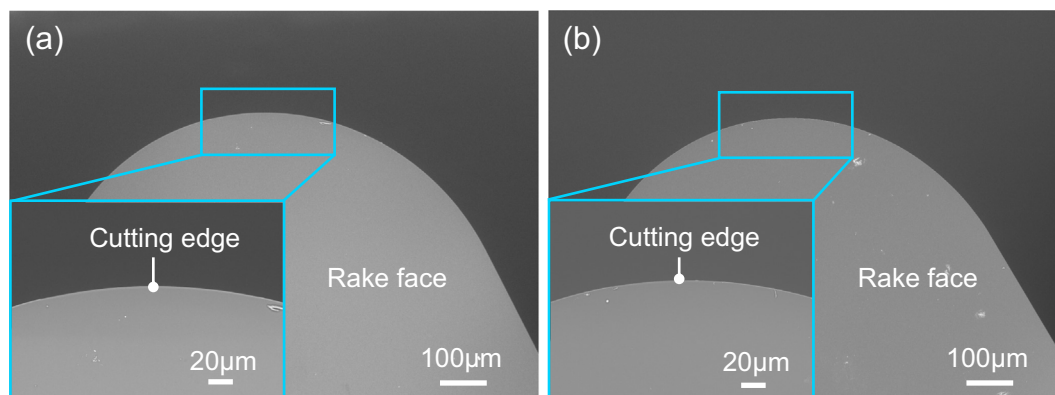 (a)
Cutting edge
Rake face
20μm
100μm
(b)
Cutting edge
Rake face
20μm
100μm